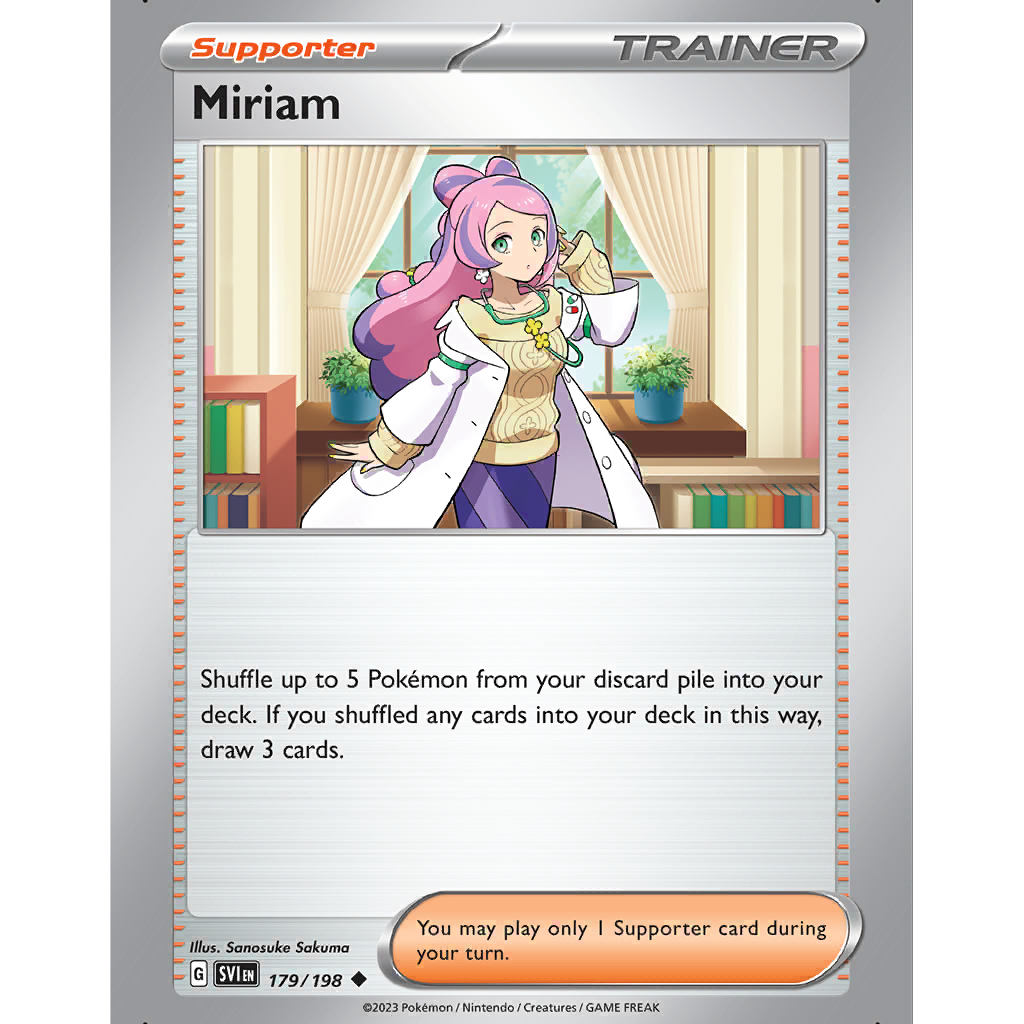 Supporter TRAINER
Miriam
Shuffle up to 5 Pokémon from your discard pile into your
deck. If you shuffled any cards into your deck in this way,
draw 3 cards.
You may play only 1 Supporter card during
your turn.
Illus. Sanosuke Sakuma
G SVI EN 179/198
©2023 Pokémon / Nintendo / Creatures / GAME FREAK